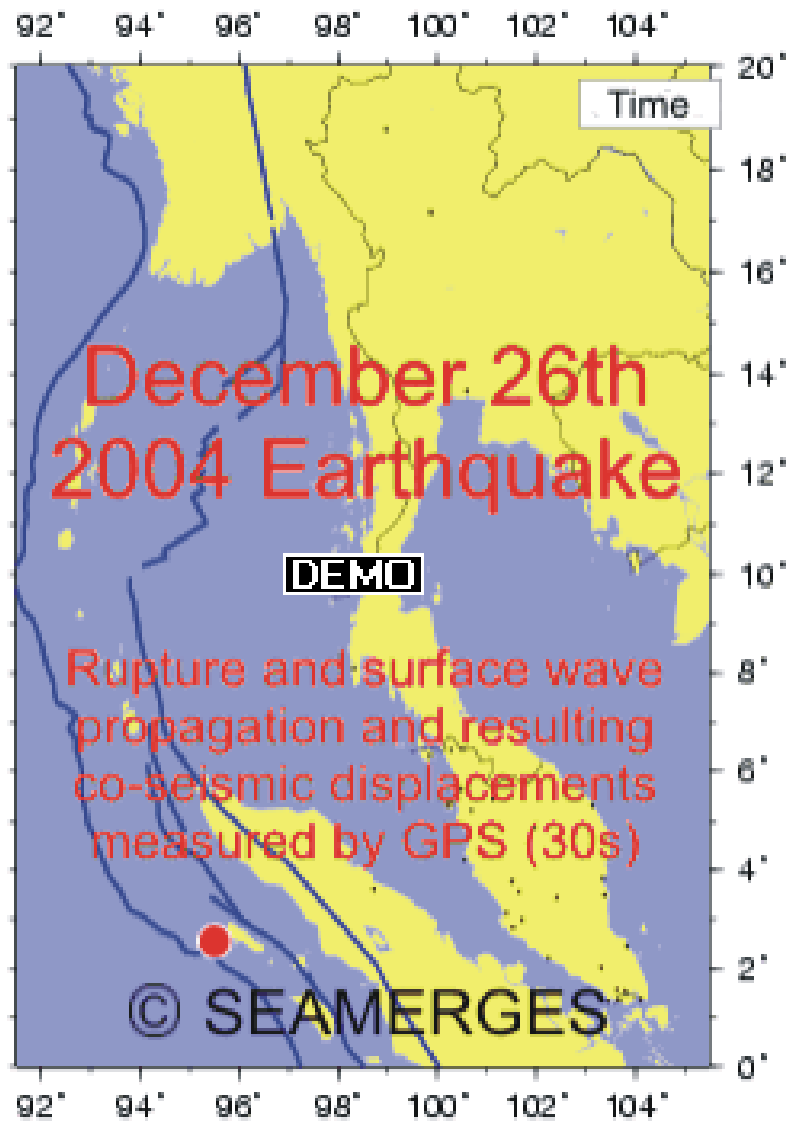 92° 94° 96° 98° 100° 102° 104°
20°
Time
18°
16°
December 26th
14°
2004 Earthquake
12°
DEMO
10°
Rupture and surface wave
8°
propagation and resulting
co-seismic displacements
6°
measured by GPS (30s)
4°
2°
© SEAMERGES
0°
92° 94° 96° 98° 100° 102° 104°